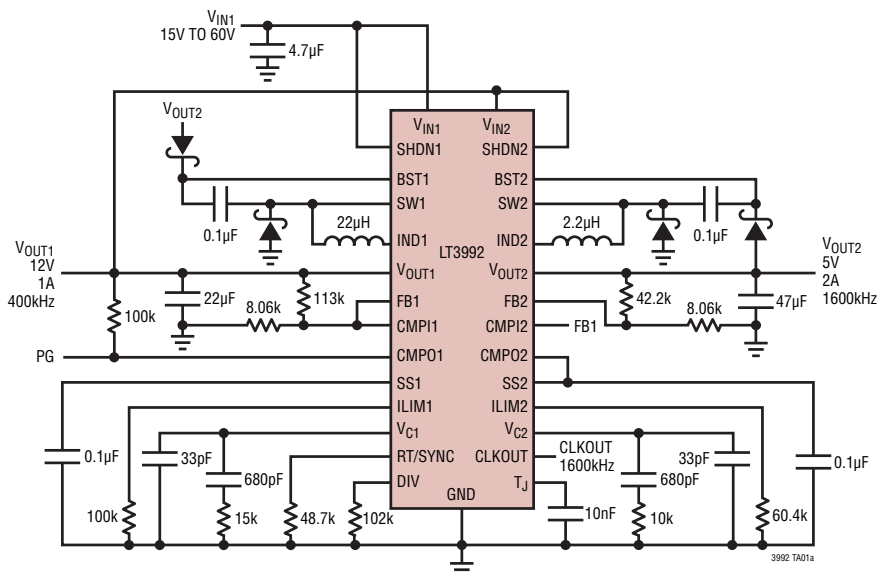 VIN1
15V TO 60V
4.7µF
VOUT2
VIN1
VIN2
SHDN1
SHDN2
BST1
BST2
SW1
SW2
0.1µF
22µH
2.2µH
0.1µF
IND1
LT3992
IND2
VOUT1
12V
1A
400kHz
VOUT1
VOUT2
VOUT2
5V
2A
1600kHz
100k
22µF
8.06k
113k
FB1
FB2
42.2k
8.06k
47µF
CMPI1
CMPI2
FB1
PG
CMPO1
CMPO2
SS1
SS2
ILIM1
ILIM2
0.1µF
33pF
680pF
VC1
VC2
RT/SYNC
CLKOUT
CLKOUT
1600kHz
33pF
680pF
0.1µF
DIV
TJ
GND
100k
15k
48.7k
102k
10nF
10k
60.4k
3992 TA01a